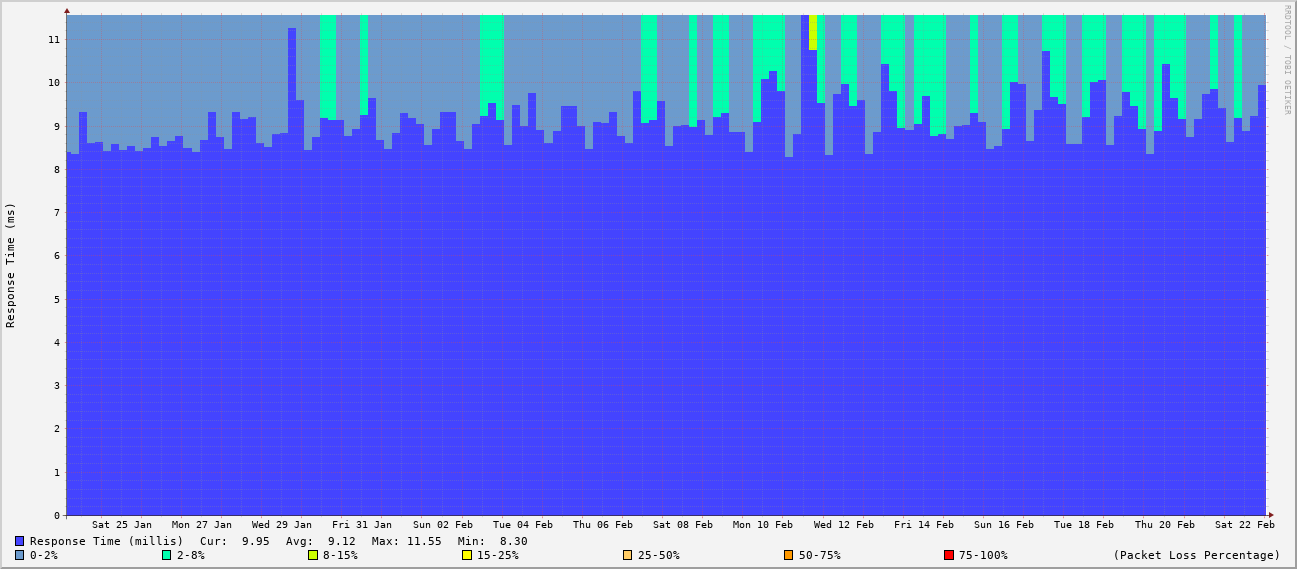 RRDTOOL / TOBI OETIKER
Response Time (ms)
11
10
9
8
7
6
5
4
3
2
1
0
Sat 25 Jan Mon 27 Jan Wed 29 Jan Fri 31 Jan Sun 02 Feb Tue 04 Feb Thu 06 Feb Sat 08 Feb Mon 10 Feb Wed 12 Feb Fri 14 Feb Sun 16 Feb Tue 18 Feb Thu 20 Feb Sat 22 Feb
Response Time (millis) Cur: 9.95 Avg: 9.12 Max: 11.55 Min: 8.30
0-2% 2-8% 8-15% 15-25% 25-50% 50-75% 75-100% (Packet Loss Percentage)